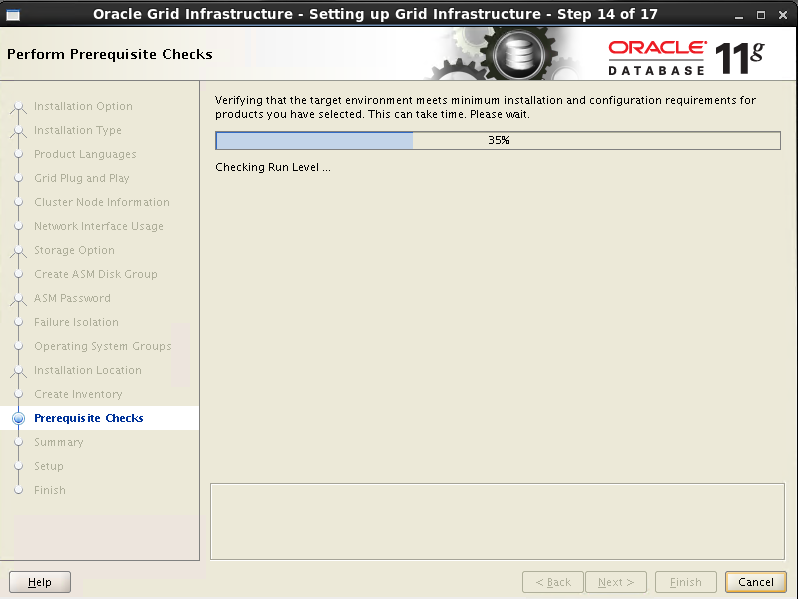 Oracle Grid Infrastructure - Setting up Grid Infrastructure - Step 14 of 17
Perform Prerequisite Checks
ORACLE®
DATABASE 11g
Installation Option
Installation Type
Product Languages
Grid Plug and Play
Cluster Node Information
Network Interface Usage
Storage Option
Create ASM Disk Group
ASM Password
Failure Isolation
Operating System Groups
Installation Location
Create Inventory
Prerequisite Checks
Summary
Setup
Finish
Verifying that the target environment meets minimum installation and configuration requirements for
products you have selected. This can take time. Please wait.
35%
Checking Run Level ...
Help
< Back
Next >
Finish
Cancel